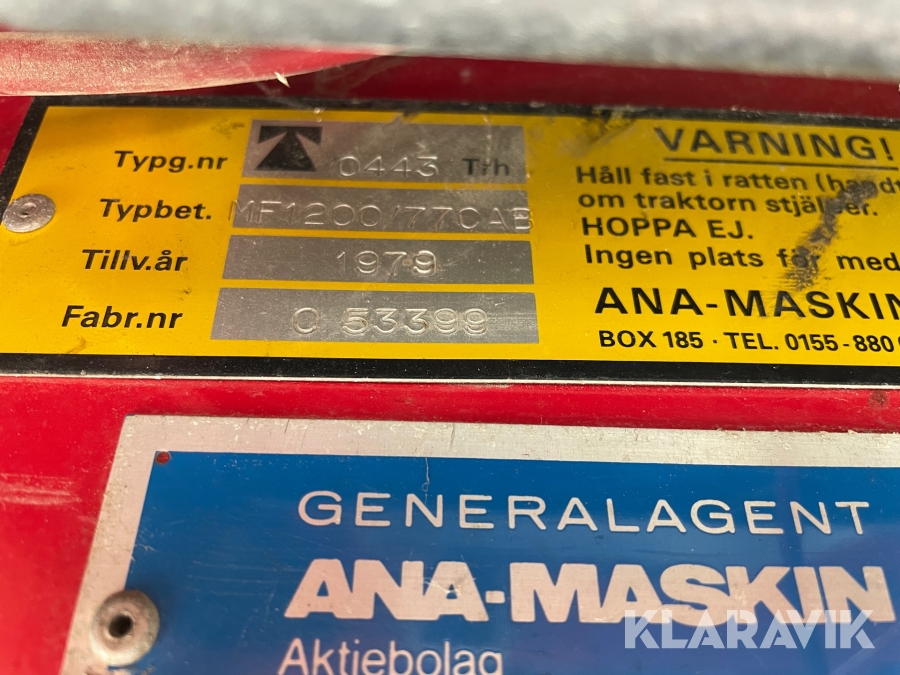 Typg.nr 0443 Trh
Typbet. MF1200/77CAB
Tillv.år 1979
Fabr.nr C 53399
VARNING!
Håll fast i ratten
om traktorn stjälper.
HOPPA EJ.
Ingen plats för
ANA-MASKIN
BOX 185 · TEL. 0155-880
GENERALAGENT
ANA-MASKIN
Aktiebolag
KLARAVIK